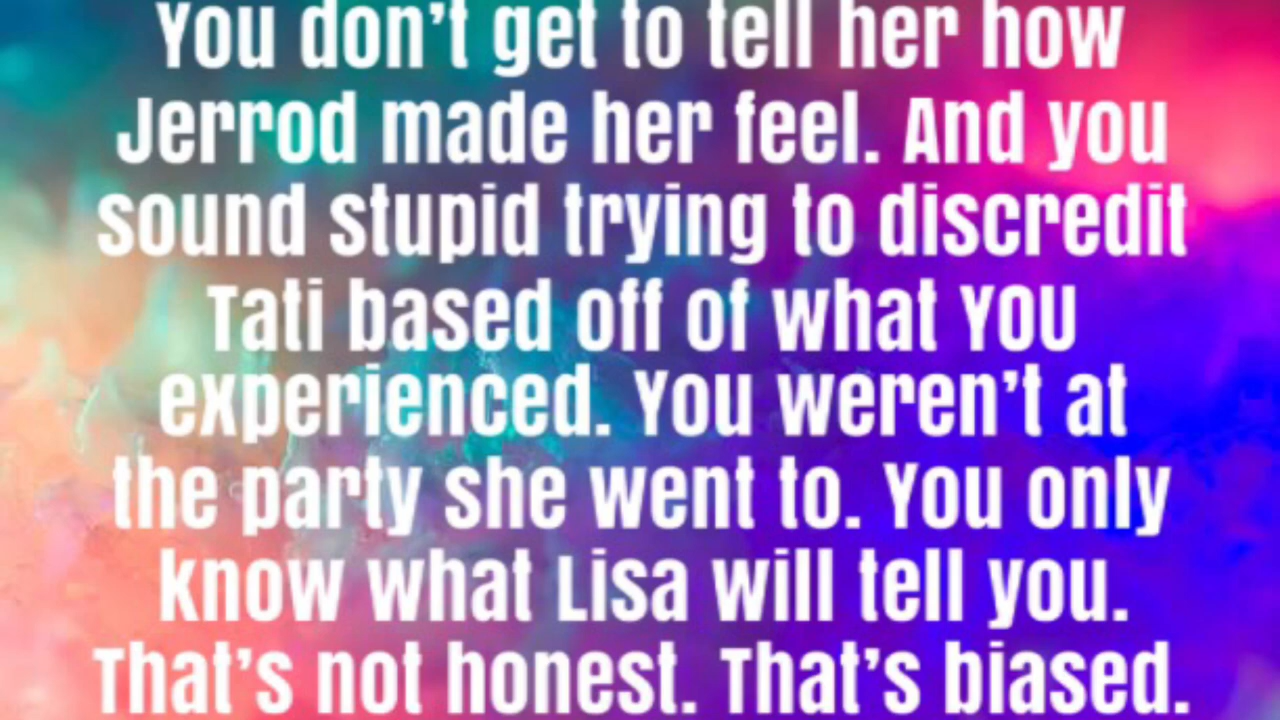 You don't get to tell her how
Jerrod made her feel. And you
sound stupid trying to discredit
Tati based off of what YOU
experienced. You weren't at
the party she went to. You only
know what Lisa will tell you.
That's not honest. That's biased.